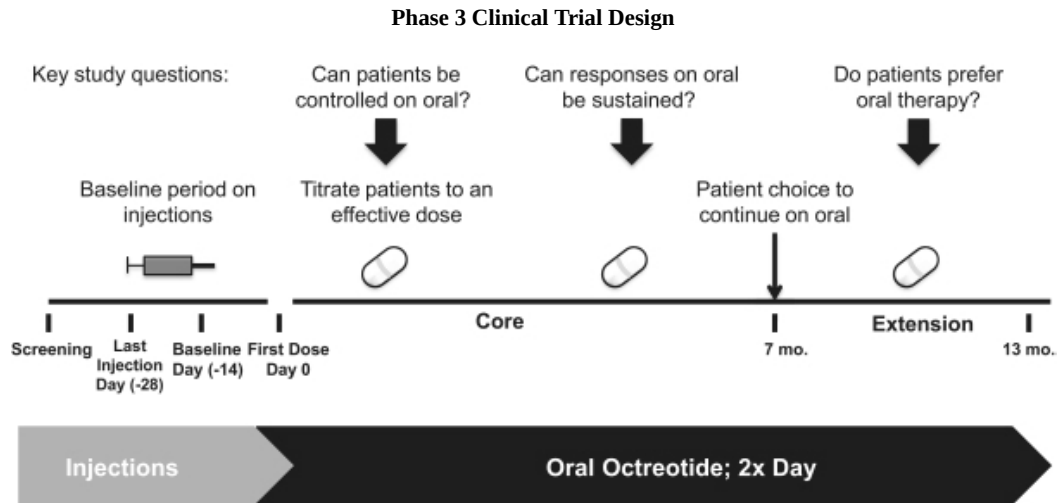 Phase 3 Clinical Trial Design
Key study questions:
Can patients be
controlled on oral?
Can responses on oral
be sustained?
Do patients prefer
oral therapy?
Baseline period on
injections
Titrate patients to an
effective dose
Patient choice to
continue on oral
Core
Extension
Screening
Last
Injection
Day (-28)
Baseline
Day (-14)
First Dose
Day 0
7 mo.
13 mo.
Injections
Oral Octreotide; 2x Day